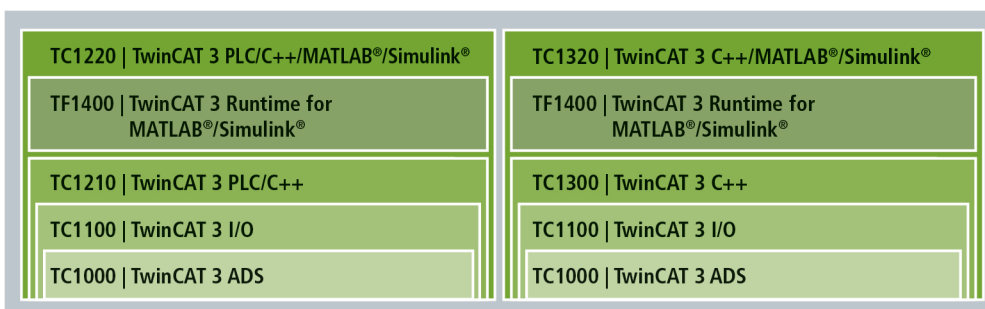 TC1220 | TwinCAT 3 PLC/C++/MATLAB®/Simulink®
TF1400 | TwinCAT 3 Runtime for
MATLAB®/Simulink®
TC1210 | TwinCAT 3 PLC/C++
TC1100 | TwinCAT 3 I/O
TC1000 | TwinCAT 3 ADS
TC1320 | TwinCAT 3 C++/MATLAB®/Simulink®
TF1400 | TwinCAT 3 Runtime for
MATLAB®/Simulink®
TC1300 | TwinCAT 3 C++
TC1100 | TwinCAT 3 I/O
TC1000 | TwinCAT 3 ADS